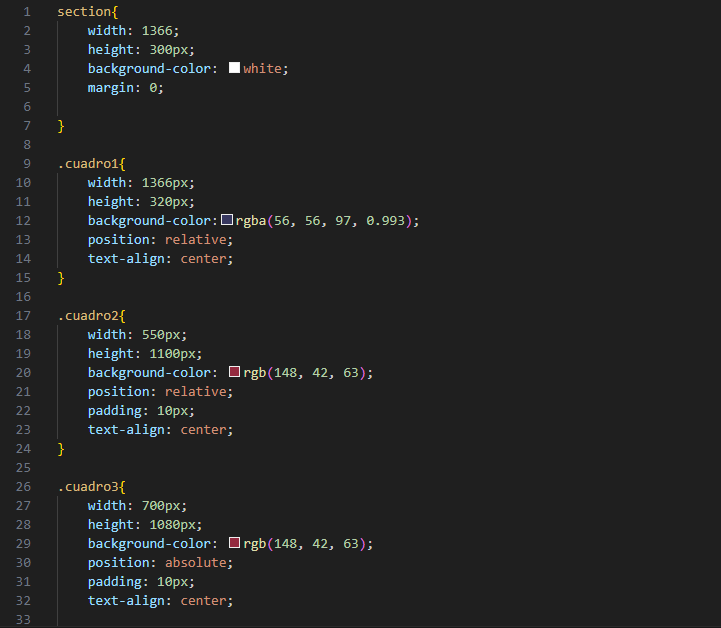 1 section{
2     width: 1366;
3     height: 300px;
4     background-color: white;
5     margin: 0;
6
7 }
8
9 .cuadro1{
10     width: 1366px;
11     height: 320px;
12     background-color:rgba(56, 56, 97, 0.993);
13     position: relative;
14     text-align: center;
15 }
16
17 .cuadro2{
18     width: 550px;
19     height: 1100px;
20     background-color: rgb(148, 42, 63);
21     position: relative;
22     padding: 10px;
23     text-align: center;
24 }
25
26 .cuadro3{
27     width: 700px;
28     height: 1080px;
29     background-color: rgb(148, 42, 63);
30     position: absolute;
31     padding: 10px;
32     text-align: center;
33